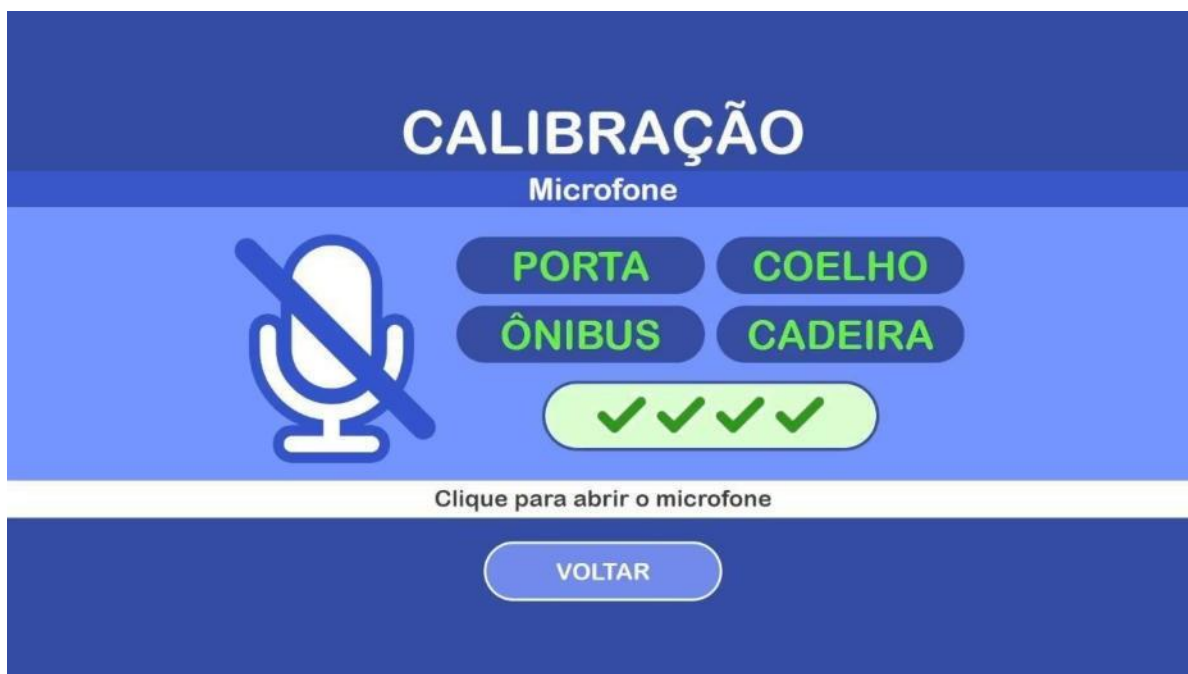 CALIBRAÇÃO
Microfone
PORTA COELHO
ÔNIBUS CADEIRA
Clique para abrir o microfone
VOLTAR